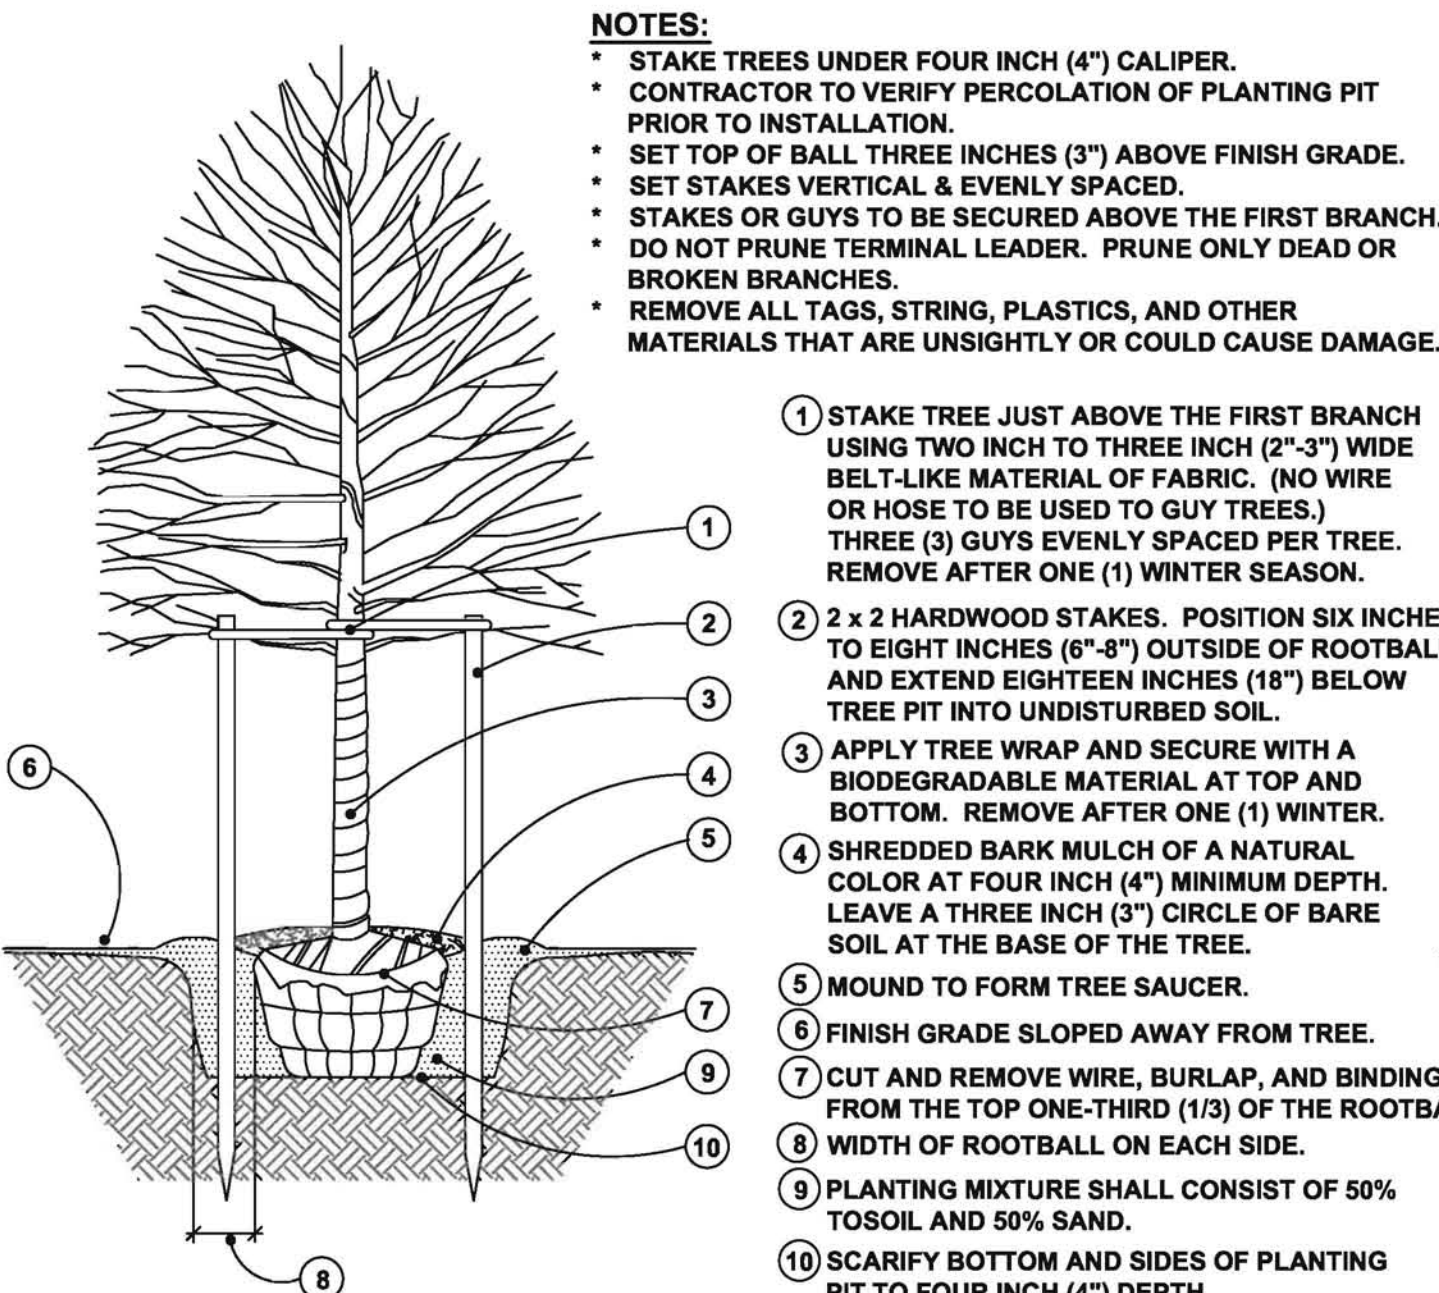 NOTES:
* STAKE TREES UNDER FOUR INCH (4") CALIPER.
* CONTRACTOR TO VERIFY PERCOLATION OF PLANTING PIT
PRIOR TO INSTALLATION.
* SET TOP OF BALL THREE INCHES (3") ABOVE FINISH GRADE.
* SET STAKES VERTICAL & EVENLY SPACED.
* STAKES OR GUYS TO BE SECURED ABOVE THE FIRST BRANCH.
* DO NOT PRUNE TERMINAL LEADER. PRUNE ONLY DEAD OR
BROKEN BRANCHES.
* REMOVE ALL TAGS, STRING, PLASTICS, AND OTHER
MATERIALS THAT ARE UNSIGHTLY OR COULD CAUSE DAMAGE.
1 STAKE TREE JUST ABOVE THE FIRST BRANCH
USING TWO INCH TO THREE INCH (2"-3") WIDE
BELT-LIKE MATERIAL OF FABRIC. (NO WIRE
OR HOSE TO BE USED TO GUY TREES.)
THREE (3) GUYS EVENLY SPACED PER TREE.
REMOVE AFTER ONE (1) WINTER SEASON.
2 2 x 2 HARDWOOD STAKES. POSITION SIX INCHE
TO EIGHT INCHES (6"-8") OUTSIDE OF ROOTBAL
AND EXTEND EIGHTEEN INCHES (18") BELOW
TREE PIT INTO UNDISTURBED SOIL.
3 APPLY TREE WRAP AND SECURE WITH A
BIODEGRADABLE MATERIAL AT TOP AND
BOTTOM. REMOVE AFTER ONE (1) WINTER.
4 SHREDDED BARK MULCH OF A NATURAL
COLOR AT FOUR INCH (4") MINIMUM DEPTH.
LEAVE A THREE INCH (3") CIRCLE OF BARE
SOIL AT THE BASE OF THE TREE.
5 MOUND TO FORM TREE SAUCER.
6 FINISH GRADE SLOPED AWAY FROM TREE.
7 CUT AND REMOVE WIRE, BURLAP, AND BINDING
FROM THE TOP ONE-THIRD (1/3) OF THE ROOTBA
8 WIDTH OF ROOTBALL ON EACH SIDE.
9 PLANTING MIXTURE SHALL CONSIST OF 50%
TOSOIL AND 50% SAND.
10 SCARIFY BOTTOM AND SIDES OF PLANTING
PIT TO FOUR INCH (4") DEPTH
1
2
3
4
5
6
7
9
10
8